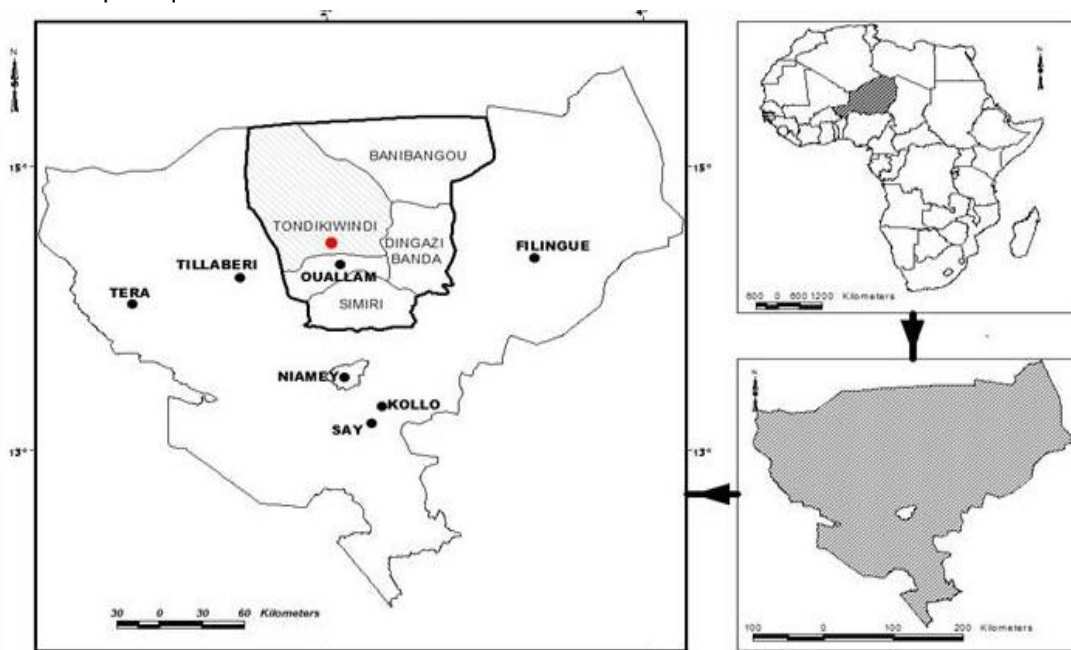 N
15°
15°
BANIBANGOU
TONDIKIWINDI
DINGAZI
BANDA
FILINGUE
TILLABERI
OUALLAM
TERA
SIMIRI
NIAMEY
KOLLO
SAY
13°
13°
30 0 30 60 Kilometers
N
600 0 600 1200 Kilometers
100 0 100 200 Kilometers